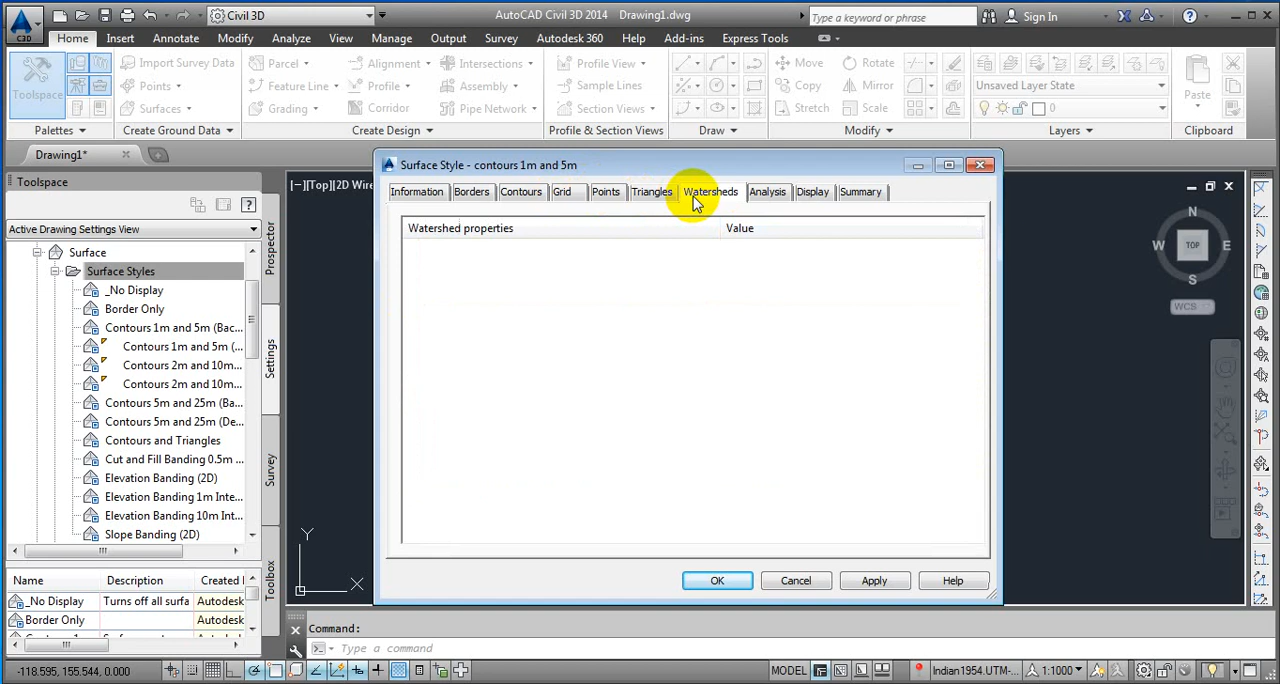 Civil 3D
AutoCAD Civil 3D 2014 Drawing1.dwg
Type a keyword or phrase
Sign In
C3D
Home Insert Annotate Modify Analyze View Manage Output Survey Autodesk 360 Help Add-ins Express Tools
Toolspace
Import Survey Data
Points
Surfaces
Parcel
Feature Line
Grading
Alignment
Profile
Corridor
Intersections
Assembly
Pipe Network
Profile View
Sample Lines
Section Views
Move
Copy
Stretch
Rotate
Mirror
Scale
Unsaved Layer State
0
Paste
Palettes Create Ground Data Create Design Profile & Section Views Draw Modify Layers Clipboard
Drawing1*
Toolspace
Active Drawing Settings View
Surface
Surface Styles
_No Display
Border Only
Contours 1m and 5m (Bac...
Contours 1m and 5m (...
Contours 2m and 10m...
Contours 2m and 10m...
Contours 5m and 25m (Ba...
Contours 5m and 25m (De...
Contours and Triangles
Cut and Fill Banding 0.5m ...
Elevation Banding (2D)
Elevation Banding 1m Inte...
Elevation Banding 10m Int...
Slope Banding (2D)
Name Description Created
_No Display Turns off all surfa Autodesk
Border Only Autodesk
Prospector
Settings
Survey
Toolbox
[−][Top][2D Wire
Surface Style - contours 1m and 5m
Information Borders Contours Grid Points Triangles Watersheds Analysis Display Summary
Watershed properties Value
OK Cancel Apply Help
N
W TOP E
S
WCS
Y
X
Command:
Type a command
-118.595, 155.544, 0.000
MODEL
Indian1954.UTM-
1:1000